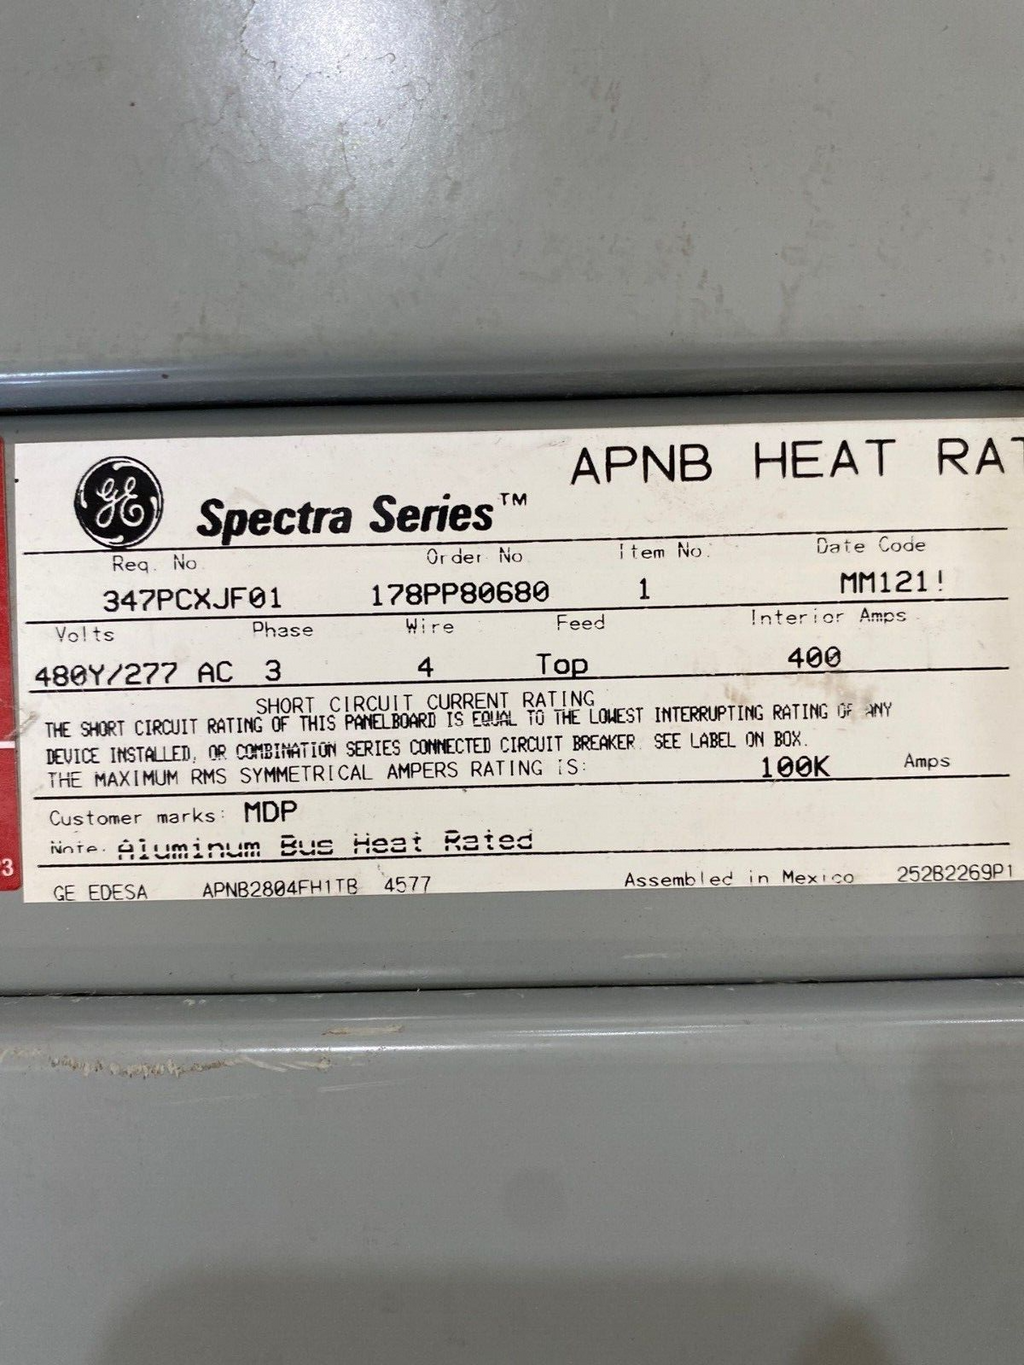 APNB HEAT RAT
GE Spectra Series™
Req. No. Order No. Item No. Date Code
347PCXJF01 178PP80680 1 MM121!
Volts Phase Wire Feed Interior Amps
480Y/277 AC 3 4 Top 400
SHORT CIRCUIT CURRENT RATING
THE SHORT CIRCUIT RATING OF THIS PANELBOARD IS EQUAL TO THE LOWEST INTERRUPTING RATING OF ANY
DEVICE INSTALLED, OR COMBINATION SERIES CONNECTED CIRCUIT BREAKER. SEE LABEL ON BOX.
THE MAXIMUM RMS SYMMETRICAL AMPERS RATING IS: 100K Amps
Customer marks: MDP
Note: Aluminum Bus Heat Rated
GE EDESA APNB2804FH1TB 4577 Assembled in Mexico 252B2269P1
3